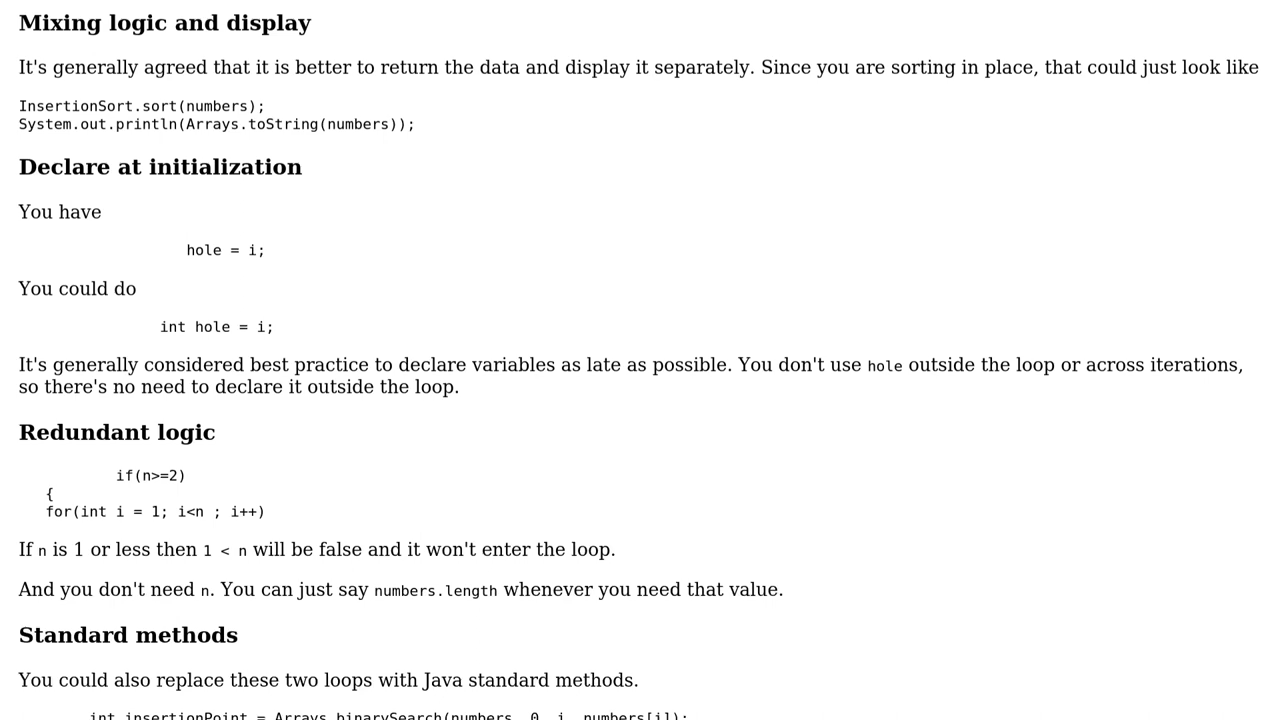 Mixing logic and display
It's generally agreed that it is better to return the data and display it separately. Since you are sorting in place, that could just look like
InsertionSort.sort(numbers);
System.out.println(Arrays.toString(numbers));
Declare at initialization
You have
hole = i;
You could do
int hole = i;
It's generally considered best practice to declare variables as late as possible. You don't use hole outside the loop or across iterations,
so there's no need to declare it outside the loop.
Redundant logic
if(n>=2)
{
for(int i = 1; i<n ; i++)
If n is 1 or less then 1 < n will be false and it won't enter the loop.
And you don't need n. You can just say numbers.length whenever you need that value.
Standard methods
You could also replace these two loops with Java standard methods.
int insertionPoint = Arrays.binarySearch(numbers, 0, i, numbers[i]);